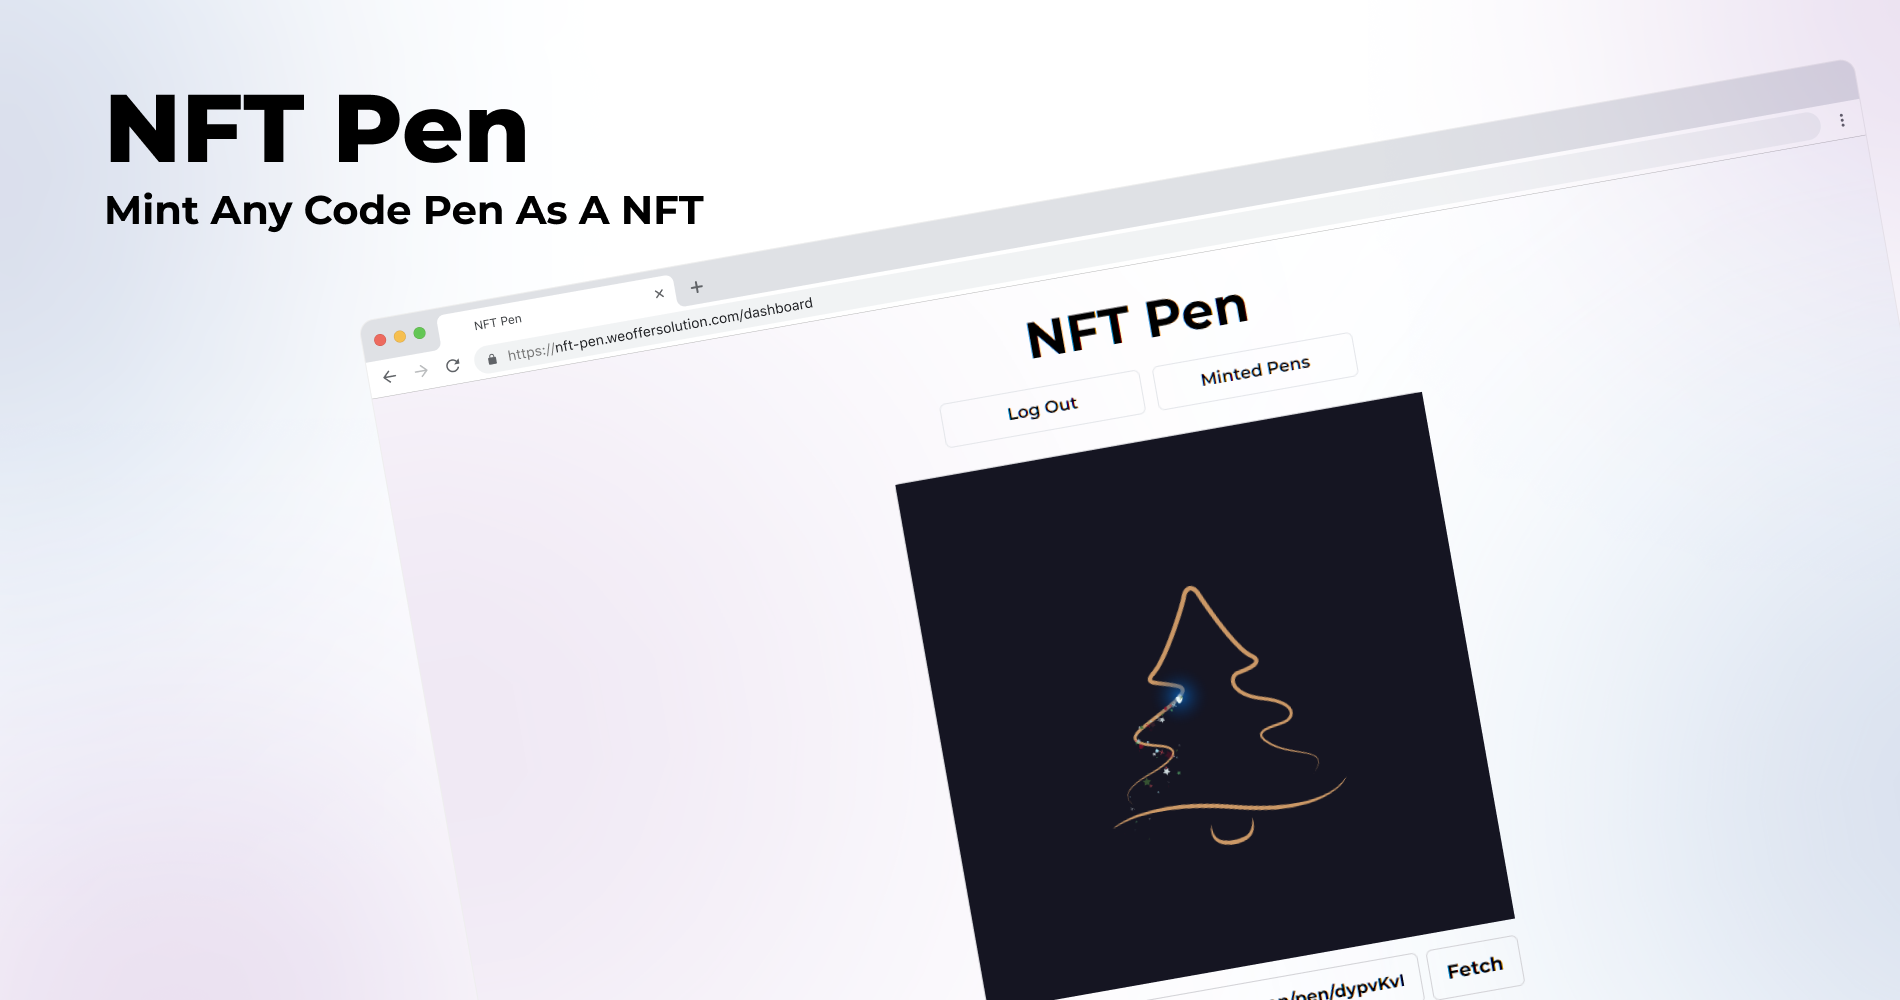 NFT Pen
Mint Any Code Pen As A NFT
NFT Pen
https://nft-pen.weoffersolution.com/dashboard
NFT Pen
Log Out
Minted Pens
/pen/dypvKvl
Fetch